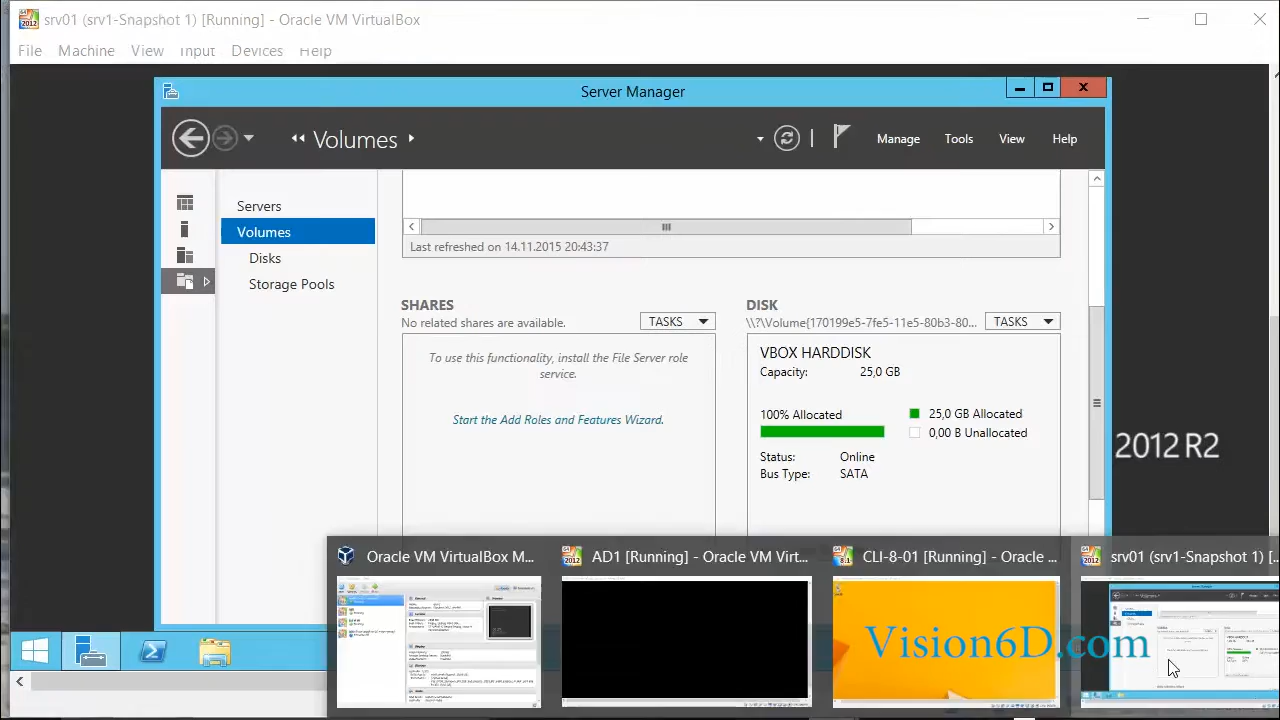 srv01 (srv1-Snapshot 1) [Running] - Oracle VM VirtualBox
File Machine View Input Devices Help
Server Manager
Volumes
Manage Tools View Help
Servers
Volumes
Disks
Storage Pools
Last refreshed on 14.11.2015 20:43:37
SHARES
No related shares are available.
TASKS
To use this functionality, install the File Server role
service.
Start the Add Roles and Features Wizard.
DISK
\\?\Volume{170199e5-7fe5-11e5-80b3-80...
TASKS
VBOX HARDDISK
Capacity: 25,0 GB
100% Allocated
25,0 GB Allocated
0,00 B Unallocated
Status: Online
Bus Type: SATA
2012 R2
Oracle VM VirtualBox M...
AD1 [Running] - Oracle VM Virt...
CLI-8-01 [Running] - Oracle ...
srv01 (srv1-Snapshot 1) [...
Vision6D.com